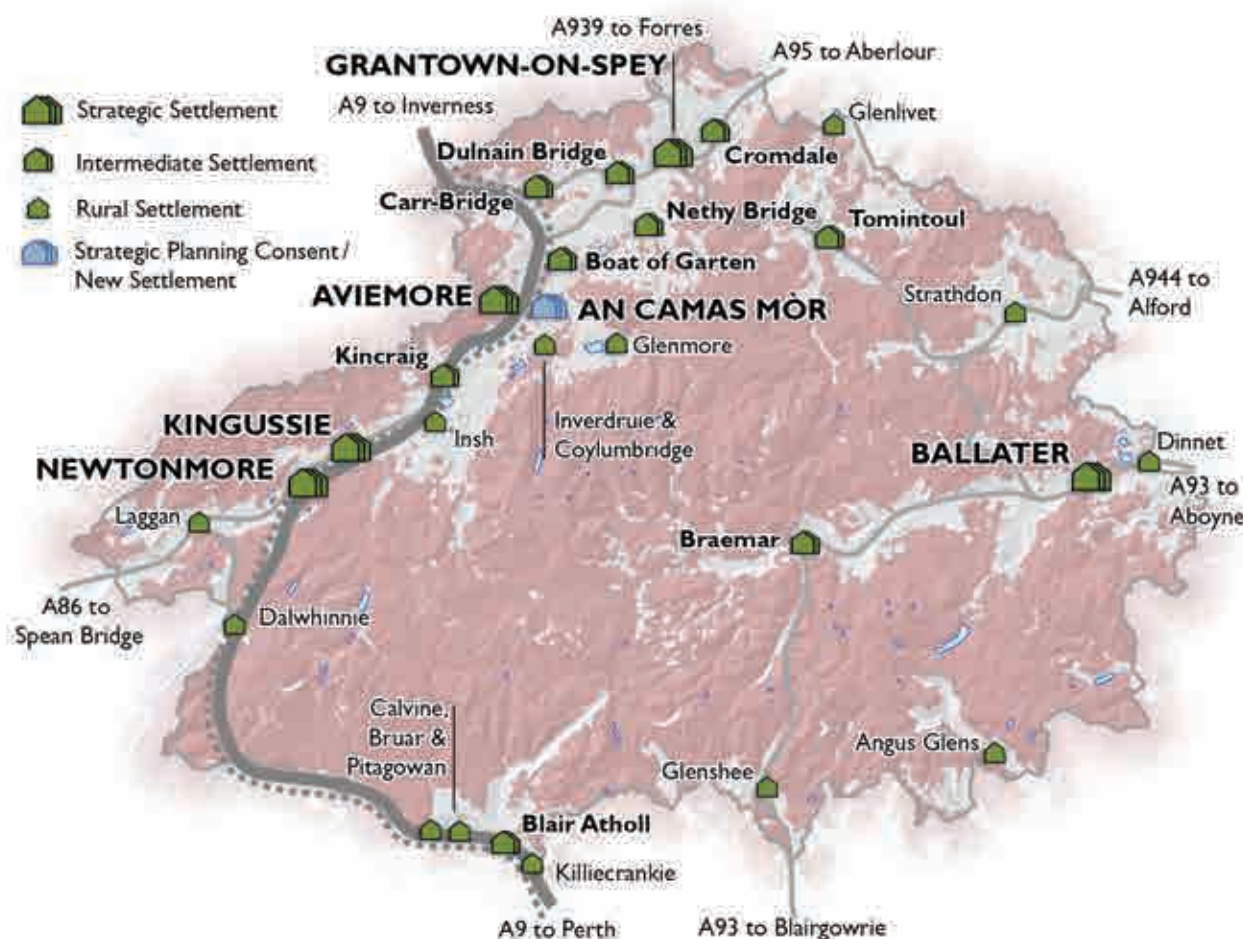 A939 to Forres
GRANTOWN-ON-SPEY
A95 to Aberlour
A9 to Inverness
Strategic Settlement
Intermediate Settlement
Rural Settlement
Strategic Planning Consent /
New Settlement
Glenlivet
Dulnain Bridge
Cromdale
Carr-Bridge
Nethy Bridge
Tomintoul
Boat of Garten
AVIEMORE
AN CAMAS MÒR
Strathdon
A944 to
Alford
Glenmore
Kincraig
Inverdruie &
Coylumbridge
KINGUSSIE
Insh
NEWTONMORE
BALLATER
Dinnet
A93 to
Aboyne
Laggan
Braemar
A86 to
Spean Bridge
Dalwhinnie
Calvine,
Bruar &
Pitagowan
Angus Glens
Glenshee
Blair Atholl
Killiecrankie
A9 to Perth
A93 to Blairgowrie